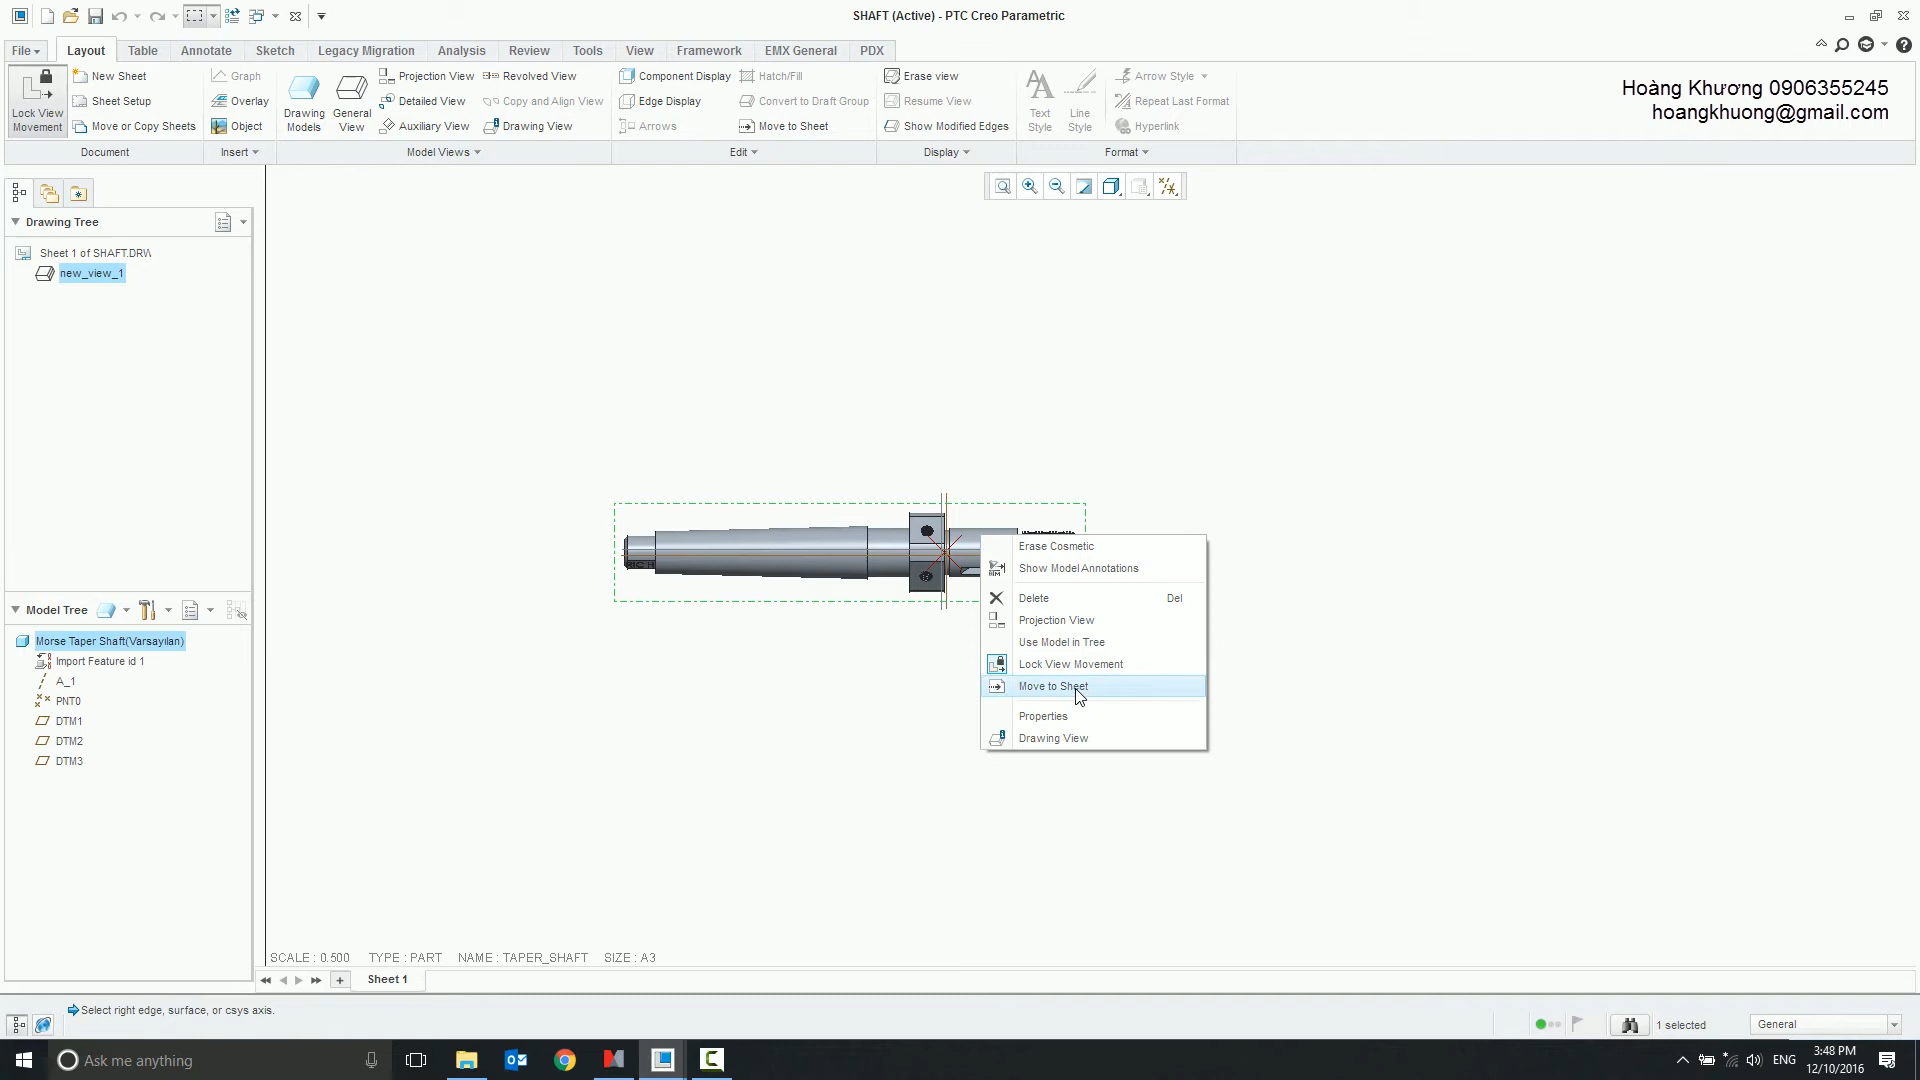 SHAFT (Active) - PTC Creo Parametric
File
Layout
Table
Annotate
Sketch
Legacy Migration
Analysis
Review
Tools
View
Framework
EMX General
PDX
Lock View
Movement
New Sheet
Sheet Setup
Move or Copy Sheets
Document
Graph
Overlay
Object
Insert
Drawing
Models
General
View
Projection View
Detailed View
Auxiliary View
Revolved View
Copy and Align View
Drawing View
Model Views
Component Display
Edge Display
Arrows
Hatch/Fill
Convert to Draft Group
Move to Sheet
Edit
Erase view
Resume View
Show Modified Edges
Display
Text
Style
Line
Style
Arrow Style
Repeat Last Format
Hyperlink
Format
Hoàng Khương 0906355245
hoangkhuong@gmail.com
Drawing Tree
Sheet 1 of SHAFT.DRW
new_view_1
Model Tree
Morse Taper Shaft(Varsayılan)
Import Feature id 1
A_1
PNT0
DTM1
DTM2
DTM3
Erase Cosmetic
Show Model Annotations
Delete Del
Projection View
Use Model in Tree
Lock View Movement
Move to Sheet
Properties
Drawing View
SCALE : 0.500 TYPE : PART NAME : TAPER_SHAFT SIZE : A3
Sheet 1
Select right edge, surface, or csys axis.
1 selected
General
Ask me anything
ENG
3:48 PM
12/10/2016